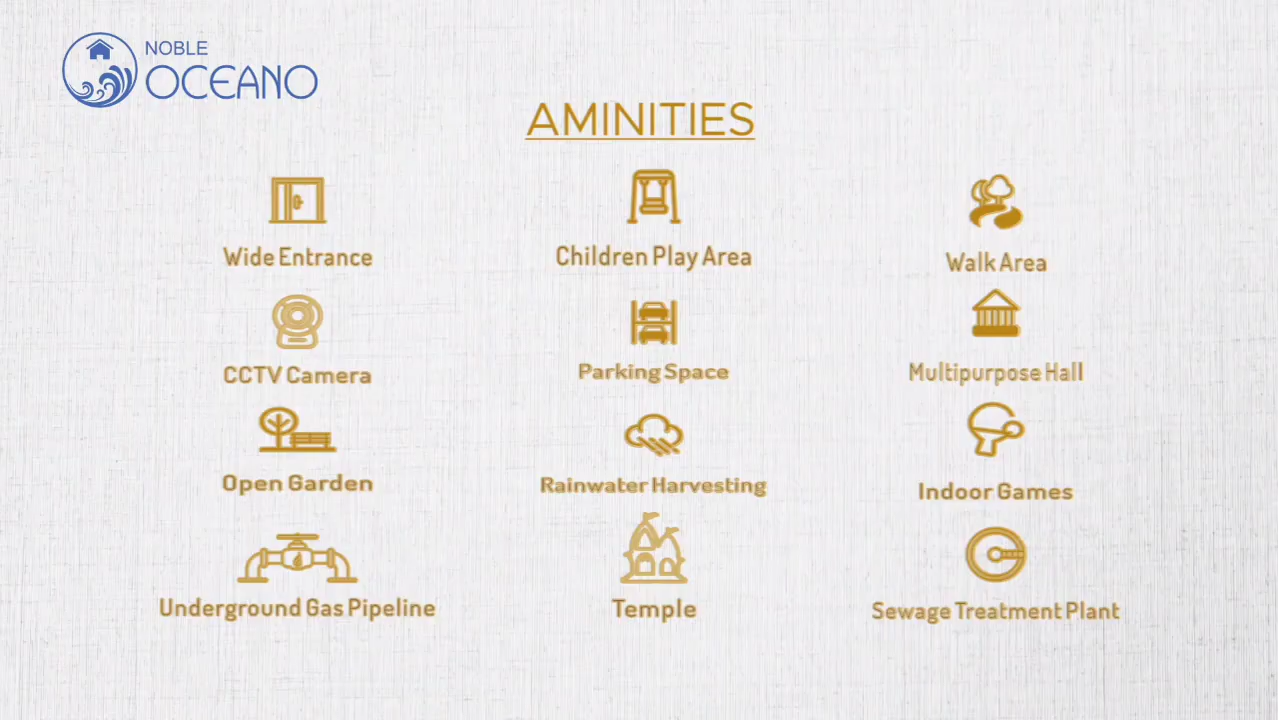 NOBLE
OCEANO
AMINITIES
Wide Entrance
Children Play Area
Walk Area
CCTV Camera
Parking Space
Multipurpose Hall
Open Garden
Rainwater Harvesting
Indoor Games
Underground Gas Pipeline
Temple
Sewage Treatment Plant